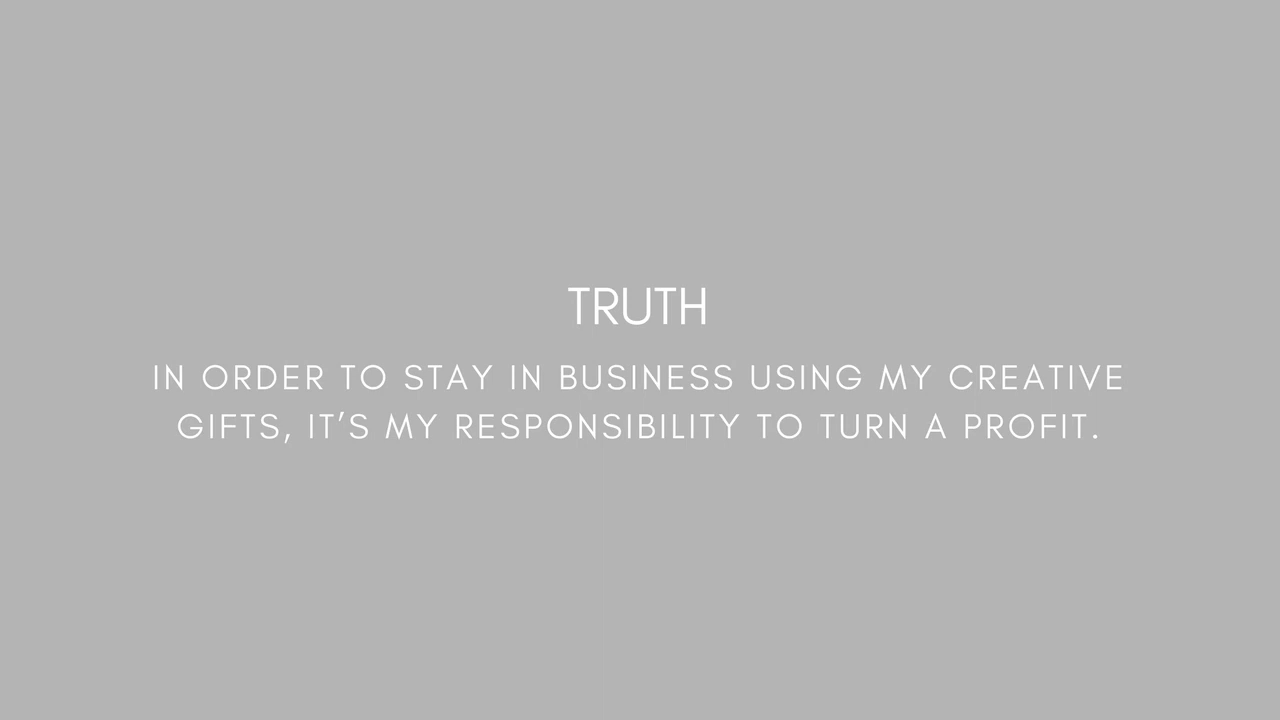 TRUTH
IN ORDER TO STAY IN BUSINESS USING MY CREATIVE
GIFTS, IT’S MY RESPONSIBILITY TO TURN A PROFIT.